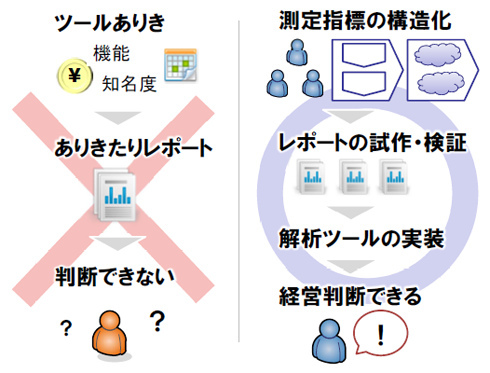 ツールありき
機能
¥
知名度
ありきたりレポート
判断できない
?
?
測定指標の構造化
レポートの試作・検証
解析ツールの実装
経営判断できる
!